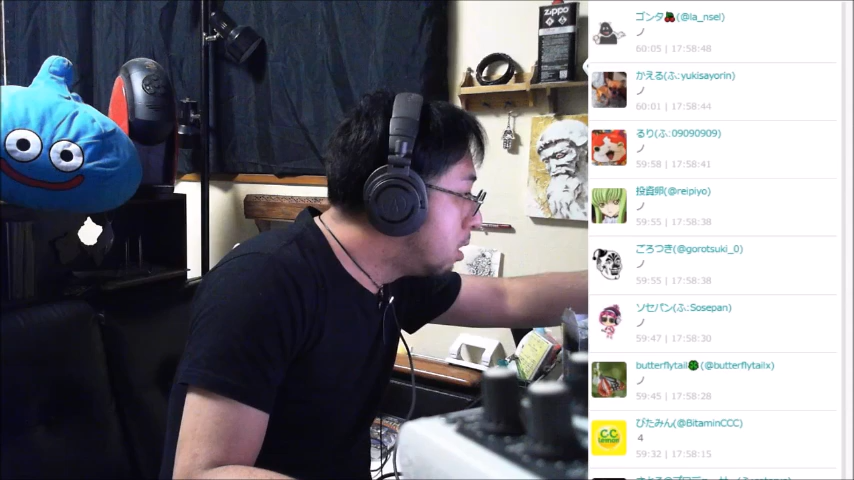 zippo
ゴンタ🍒(@la_nsei)
ノ
60:05 | 17:58:48
かえる(ふ:yukisayorin)
ノ
60:01 | 17:58:44
るり(ふ:09090909)
ノ
59:58 | 17:58:41
投資卵(@reipiyo)
ノ
59:55 | 17:58:38
ごろつき(@gorotsuki_0)
ノ
59:55 | 17:58:38
ソセパン(ふ:Sosepan)
ノ
59:47 | 17:58:30
butterflytail🍀(@butterflytailx)
ノ
59:45 | 17:58:28
CC
lemon
びたみん(@BitaminCCC)
4
59:32 | 17:58:15